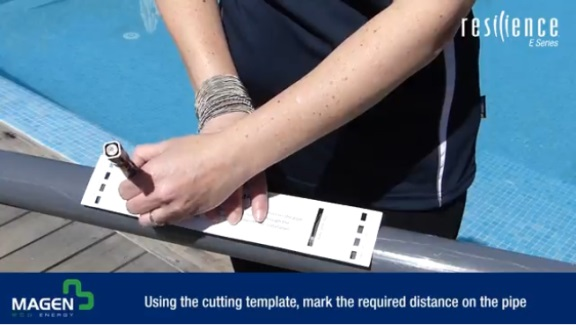 resilience
E Series
MAGEN
ECO ENERGY
Using the cutting template, mark the required distance on the pipe